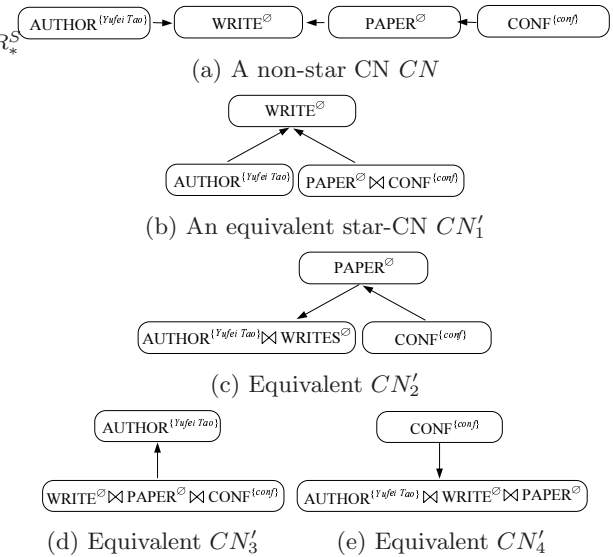 AUTHOR^{Yufei Tao} WRITE^∅ PAPER^∅ CONF^{conf}
R_*^S
(a) A non-star CN CN
WRITE^∅
AUTHOR^{Yufei Tao} PAPER^∅ ⋈ CONF^{conf}
(b) An equivalent star-CN CN'_1
PAPER^∅
AUTHOR^{Yufei Tao} ⋈ WRITES^∅ CONF^{conf}
(c) Equivalent CN'_2
AUTHOR^{Yufei Tao} CONF^{conf}
WRITE^∅ ⋈ PAPER^∅ ⋈ CONF^{conf} AUTHOR^{Yufei Tao} ⋈ WRITE^∅ ⋈ PAPER^∅
(d) Equivalent CN'_3 (e) Equivalent CN'_4